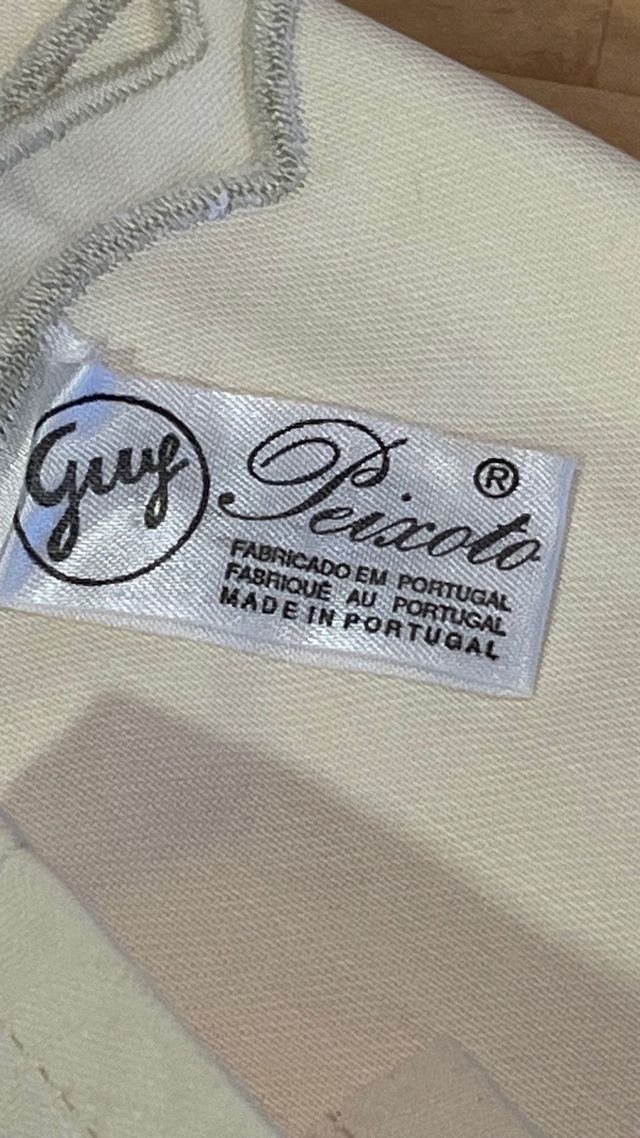 guy
Peixoto ®
FABRICADO EM PORTUGAL
FABRIQUÉ AU PORTUGAL
MADE IN PORTUGAL